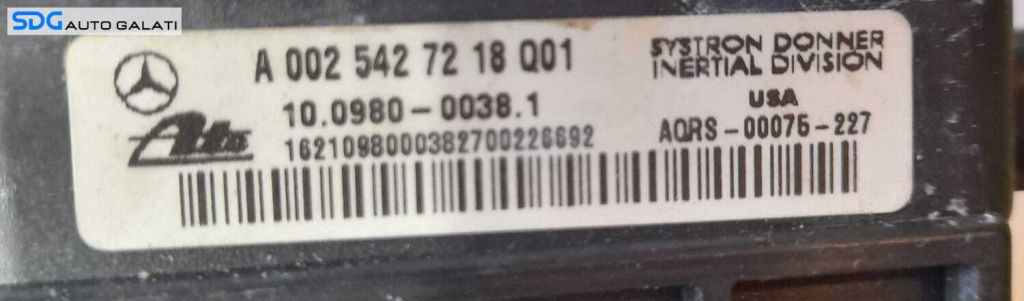 SDG AUTO GALATI
A 002 542 72 18 Q01
10.0980-0038.1
1621098000382700226692
Ate
SYSTRON DONNER
INERTIAL DIVISION
USA
AQRS-00075-227